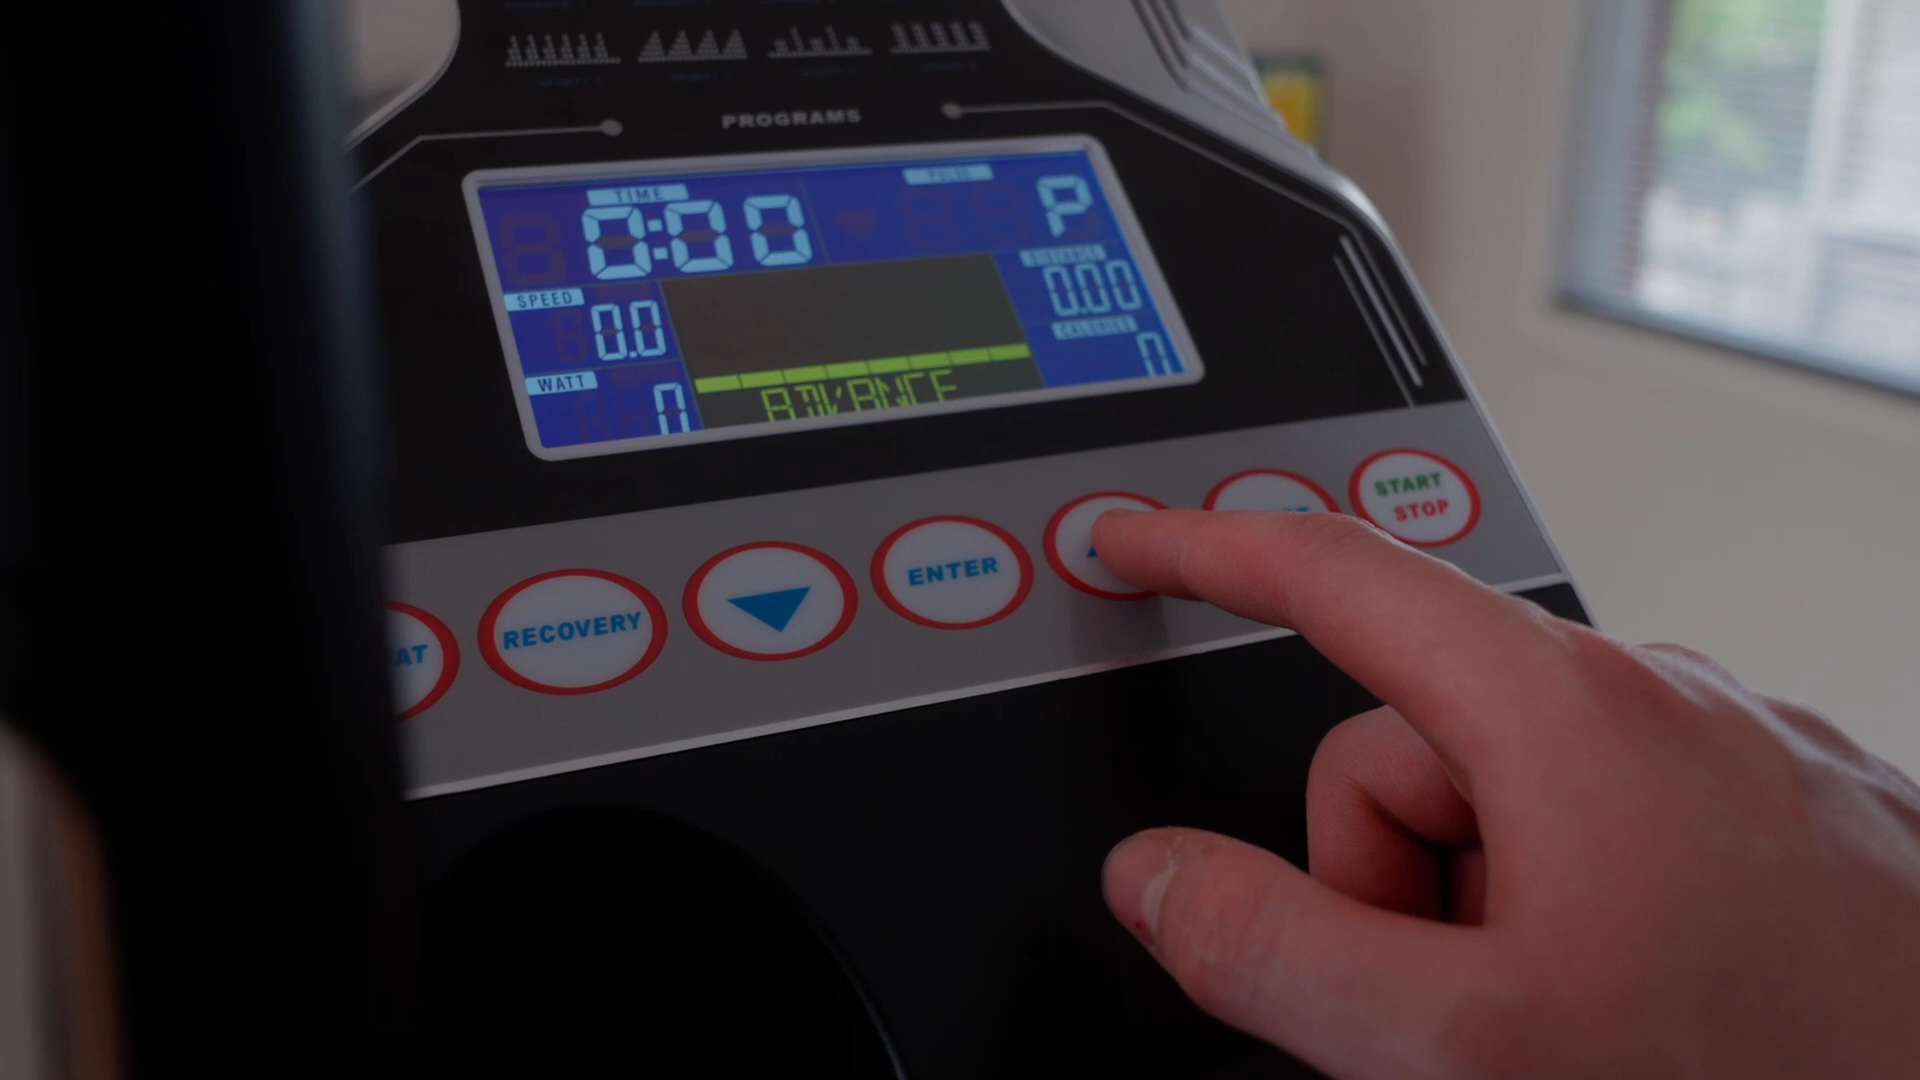 PROGRAMS
TIME
PULSE
0:00
P
SPEED
DISTANCE
0.0
0.00
CALORIES
WATT
0
0
ADVANCE
AT
RECOVERY
ENTER
START
STOP